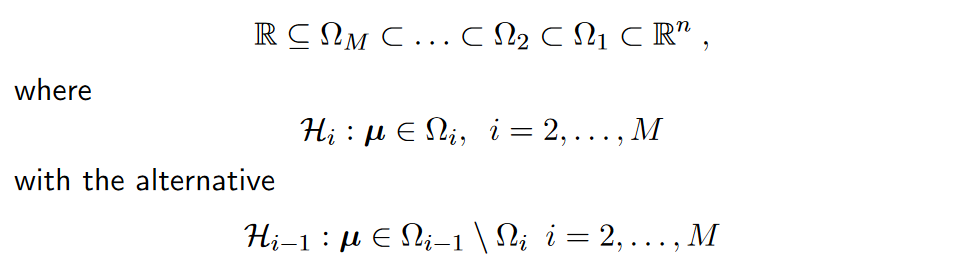 ℝ ⊆ Ω_M ⊂ … ⊂ Ω_2 ⊂ Ω_1 ⊂ ℝ^n ,
where
ℋ_i : 𝝁 ∈ Ω_i, i = 2, …, M
with the alternative
ℋ_{i−1} : 𝝁 ∈ Ω_{i−1} \ Ω_i i = 2, …, M